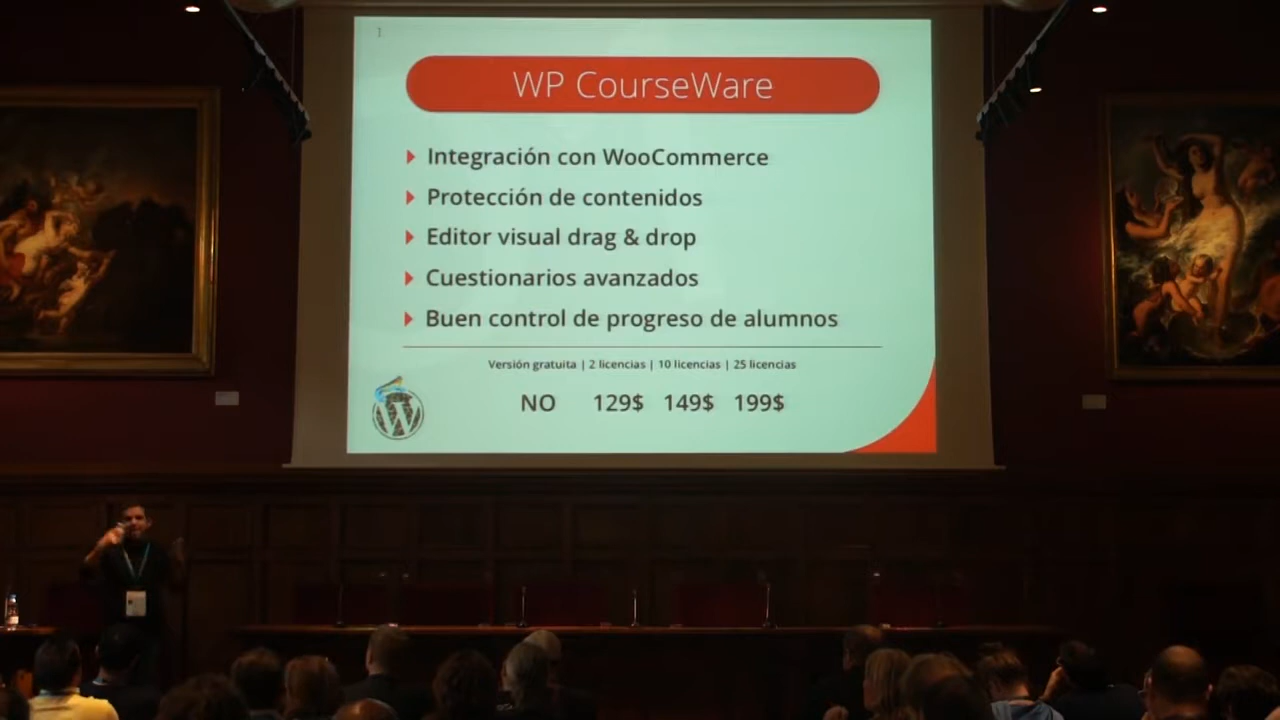 WP CourseWare
Integración con WooCommerce
Protección de contenidos
Editor visual drag & drop
Cuestionarios avanzados
Buen control de progreso de alumnos
Versión gratuita | 2 licencias | 10 licencias | 25 licencias
NO 129$ 149$ 199$